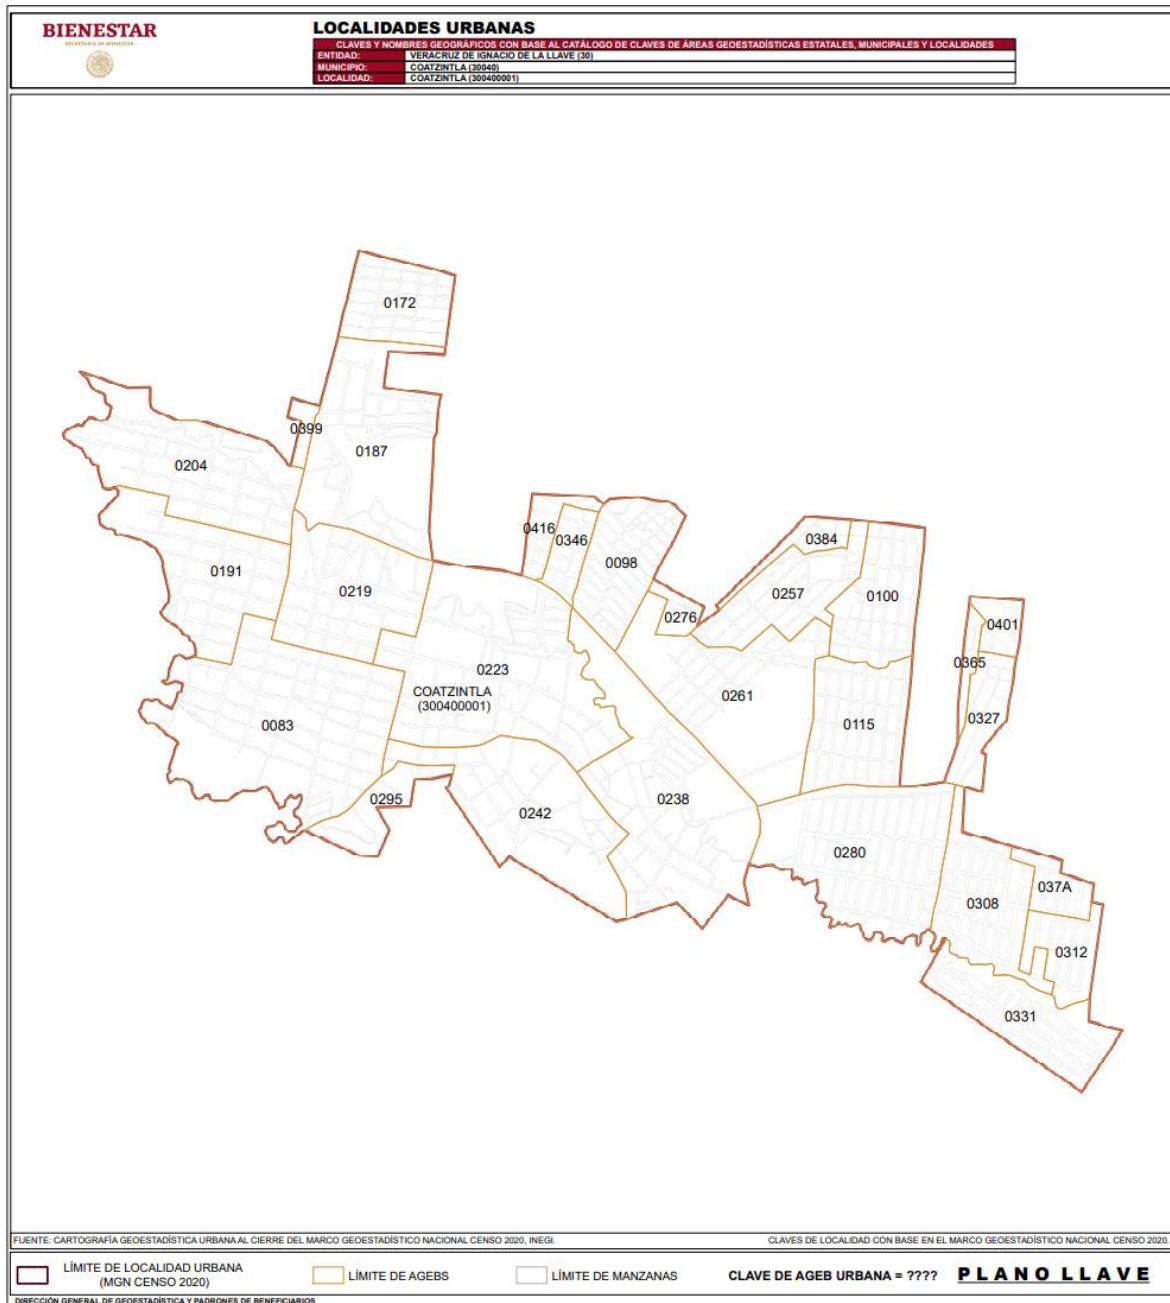 BIENESTAR
SECRETARÍA DE BIENESTAR
LOCALIDADES URBANAS
CLAVES Y NOMBRES GEOGRÁFICOS CON BASE AL CATÁLOGO DE CLAVES DE ÁREAS GEOESTADÍSTICAS ESTATALES, MUNICIPALES Y LOCALIDADES
ENTIDAD: VERACRUZ DE IGNACIO DE LA LLAVE (30)
MUNICIPIO: COATZINTLA (30040)
LOCALIDAD: COATZINTLA (300400001)
0172
0399
0187
0204
0416
0346
0384
0098
0191
0219
0257
0100
0276
0401
0365
0223
COATZINTLA
(300400001)
0261
0327
0083
0115
0295
0238
0242
0280
037A
0308
0312
0331
FUENTE: CARTOGRAFÍA GEOESTADÍSTICA URBANA AL CIERRE DEL MARCO GEOESTADÍSTICO NACIONAL CENSO 2020, INEGI.
CLAVES DE LOCALIDAD CON BASE EN EL MARCO GEOESTADÍSTICO NACIONAL CENSO 2020.
LÍMITE DE LOCALIDAD URBANA
(MGN CENSO 2020)
LÍMITE DE AGEBS
LÍMITE DE MANZANAS
CLAVE DE AGEB URBANA = ????
PLANO LLAVE
DIRECCIÓN GENERAL DE GEOESTADÍSTICA Y PADRONES DE BENEFICIARIOS